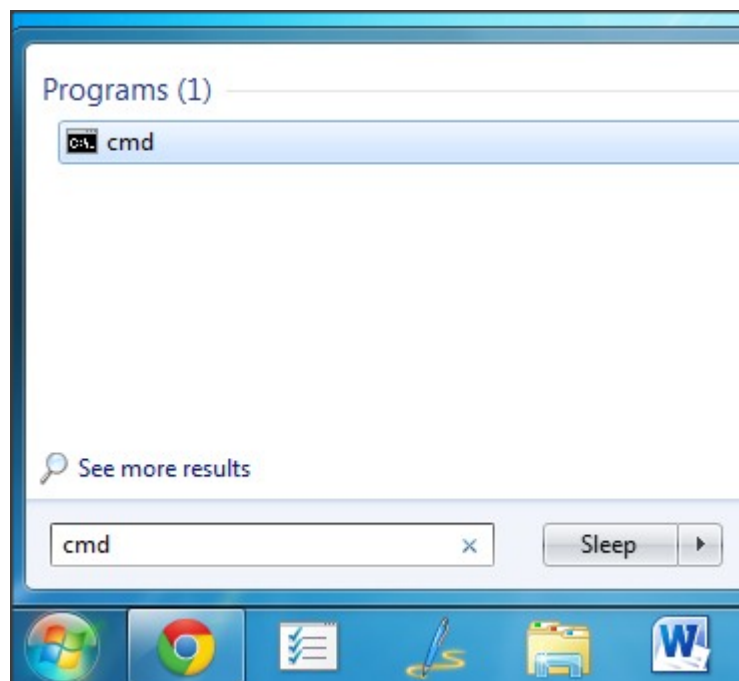 Programs (1)
C:\.
cmd
See more results
cmd
Sleep
W